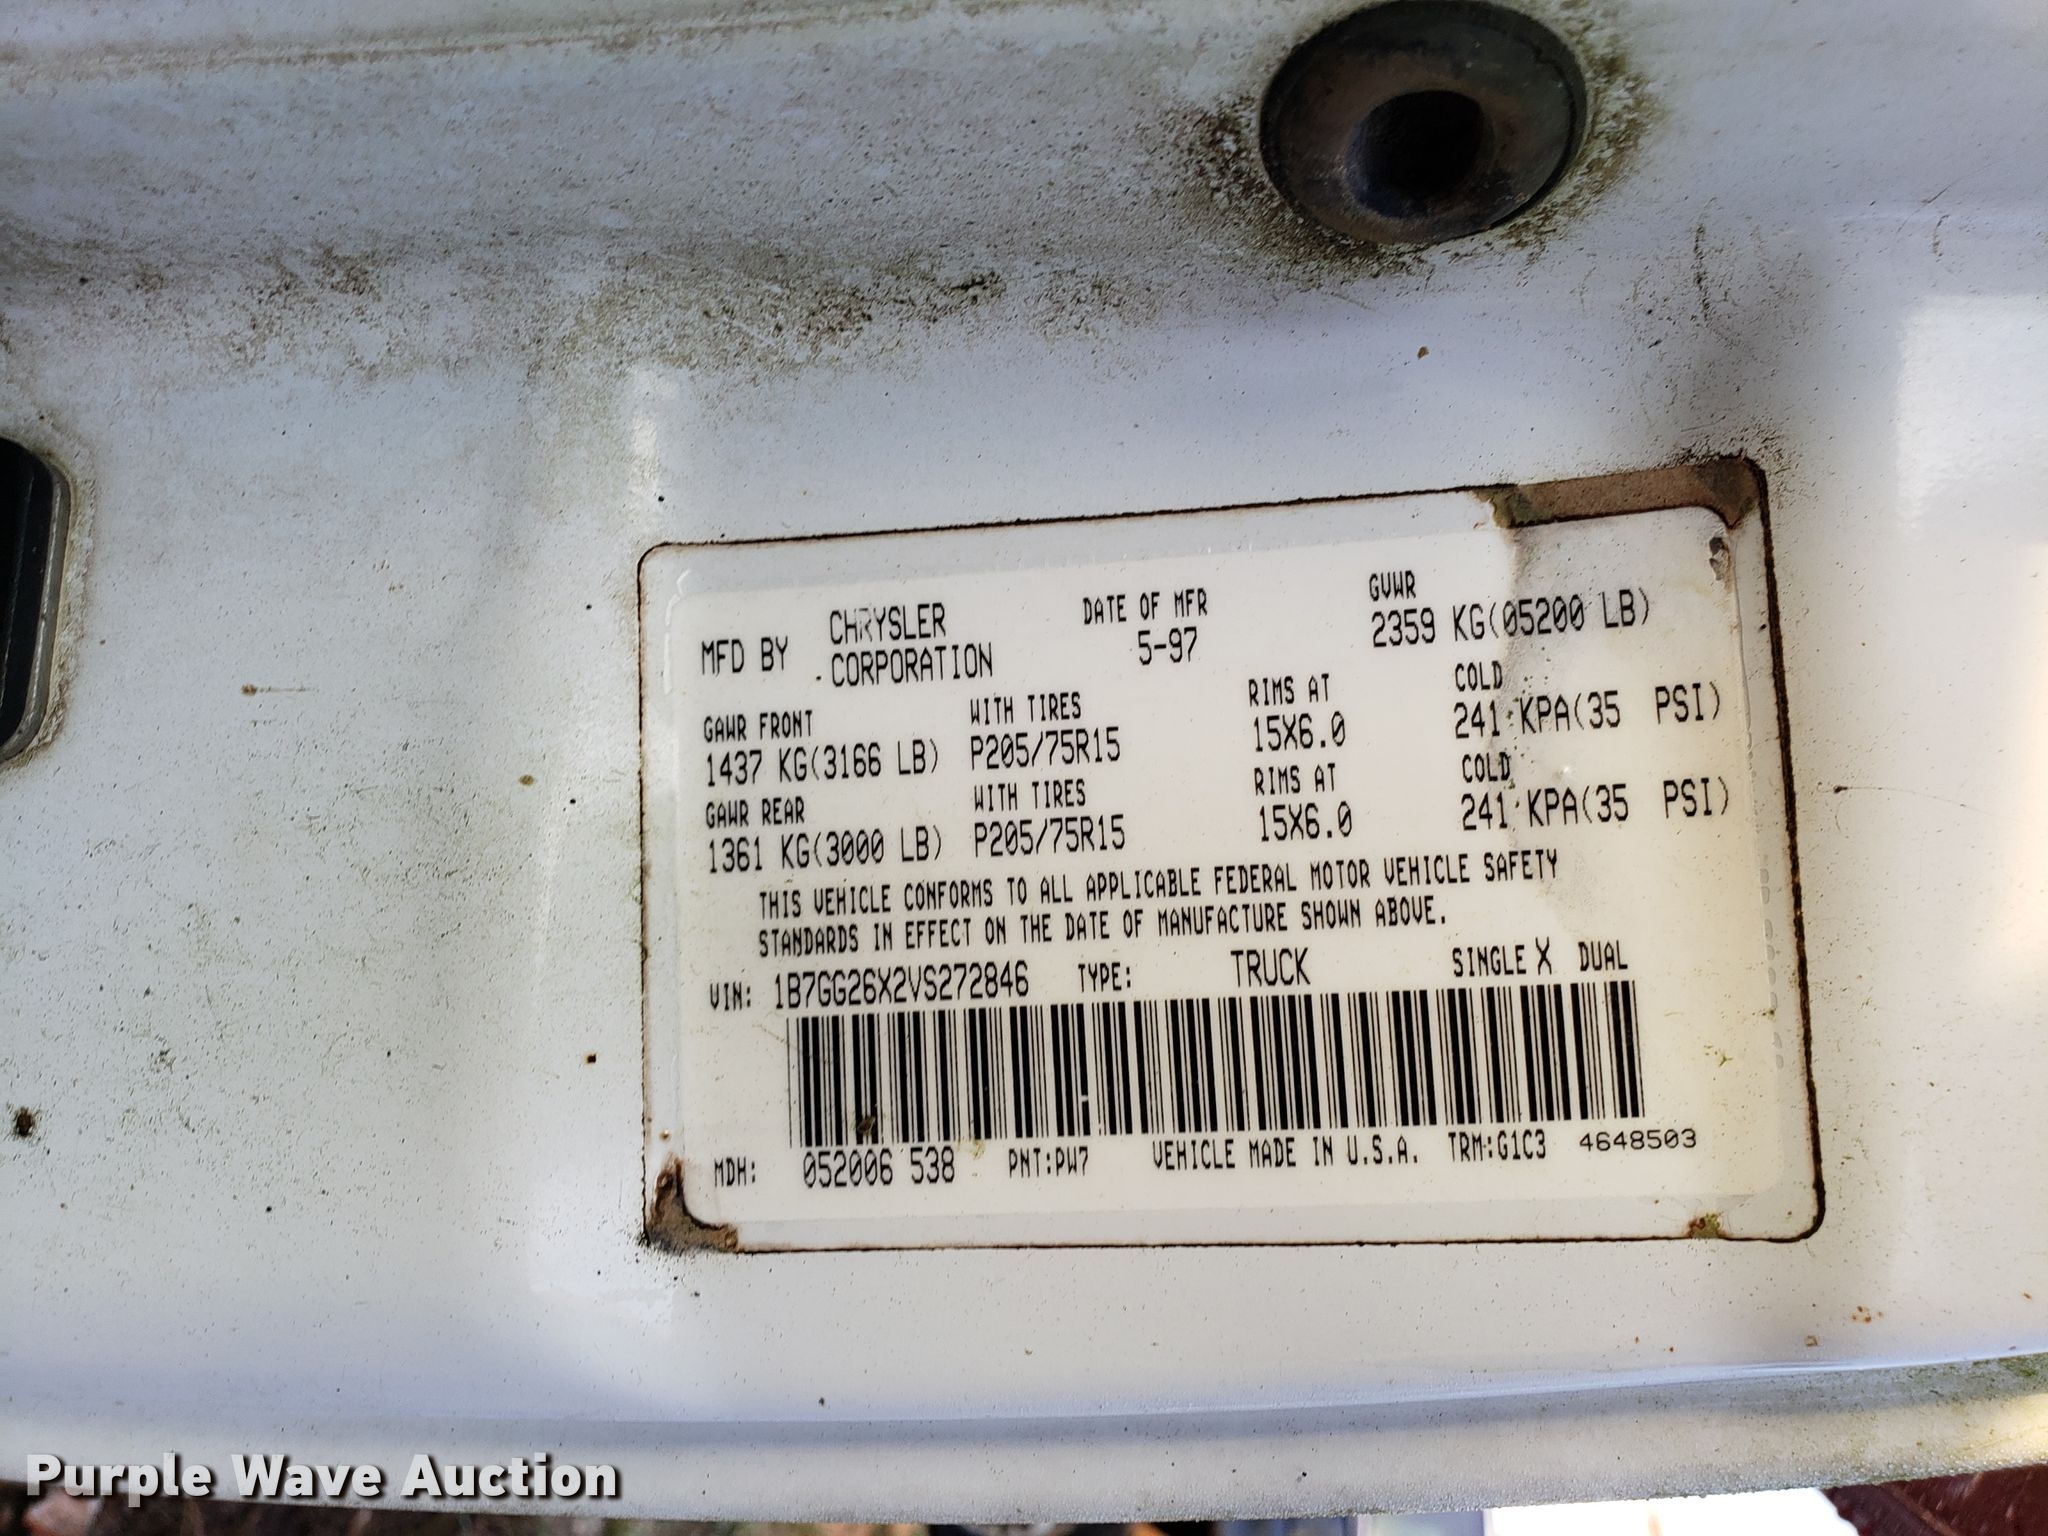 MFD BY CHRYSLER CORPORATION DATE OF MFR 5-97 GVWR 2359 KG(05200 LB)
GAWR FRONT WITH TIRES RIMS AT COLD
1437 KG(3166 LB) P205/75R15 15X6.0 241 KPA(35 PSI)
GAWR REAR WITH TIRES RIMS AT COLD
1361 KG(3000 LB) P205/75R15 15X6.0 241 KPA(35 PSI)
THIS VEHICLE CONFORMS TO ALL APPLICABLE FEDERAL MOTOR VEHICLE SAFETY
STANDARDS IN EFFECT ON THE DATE OF MANUFACTURE SHOWN ABOVE.
VIN: 1B7GG26X2VS272846 TYPE: TRUCK SINGLE X DUAL
MDH: 052006 538 PNT:PW7 VEHICLE MADE IN U.S.A. TRM:G1C3 4648503
Purple Wave Auction